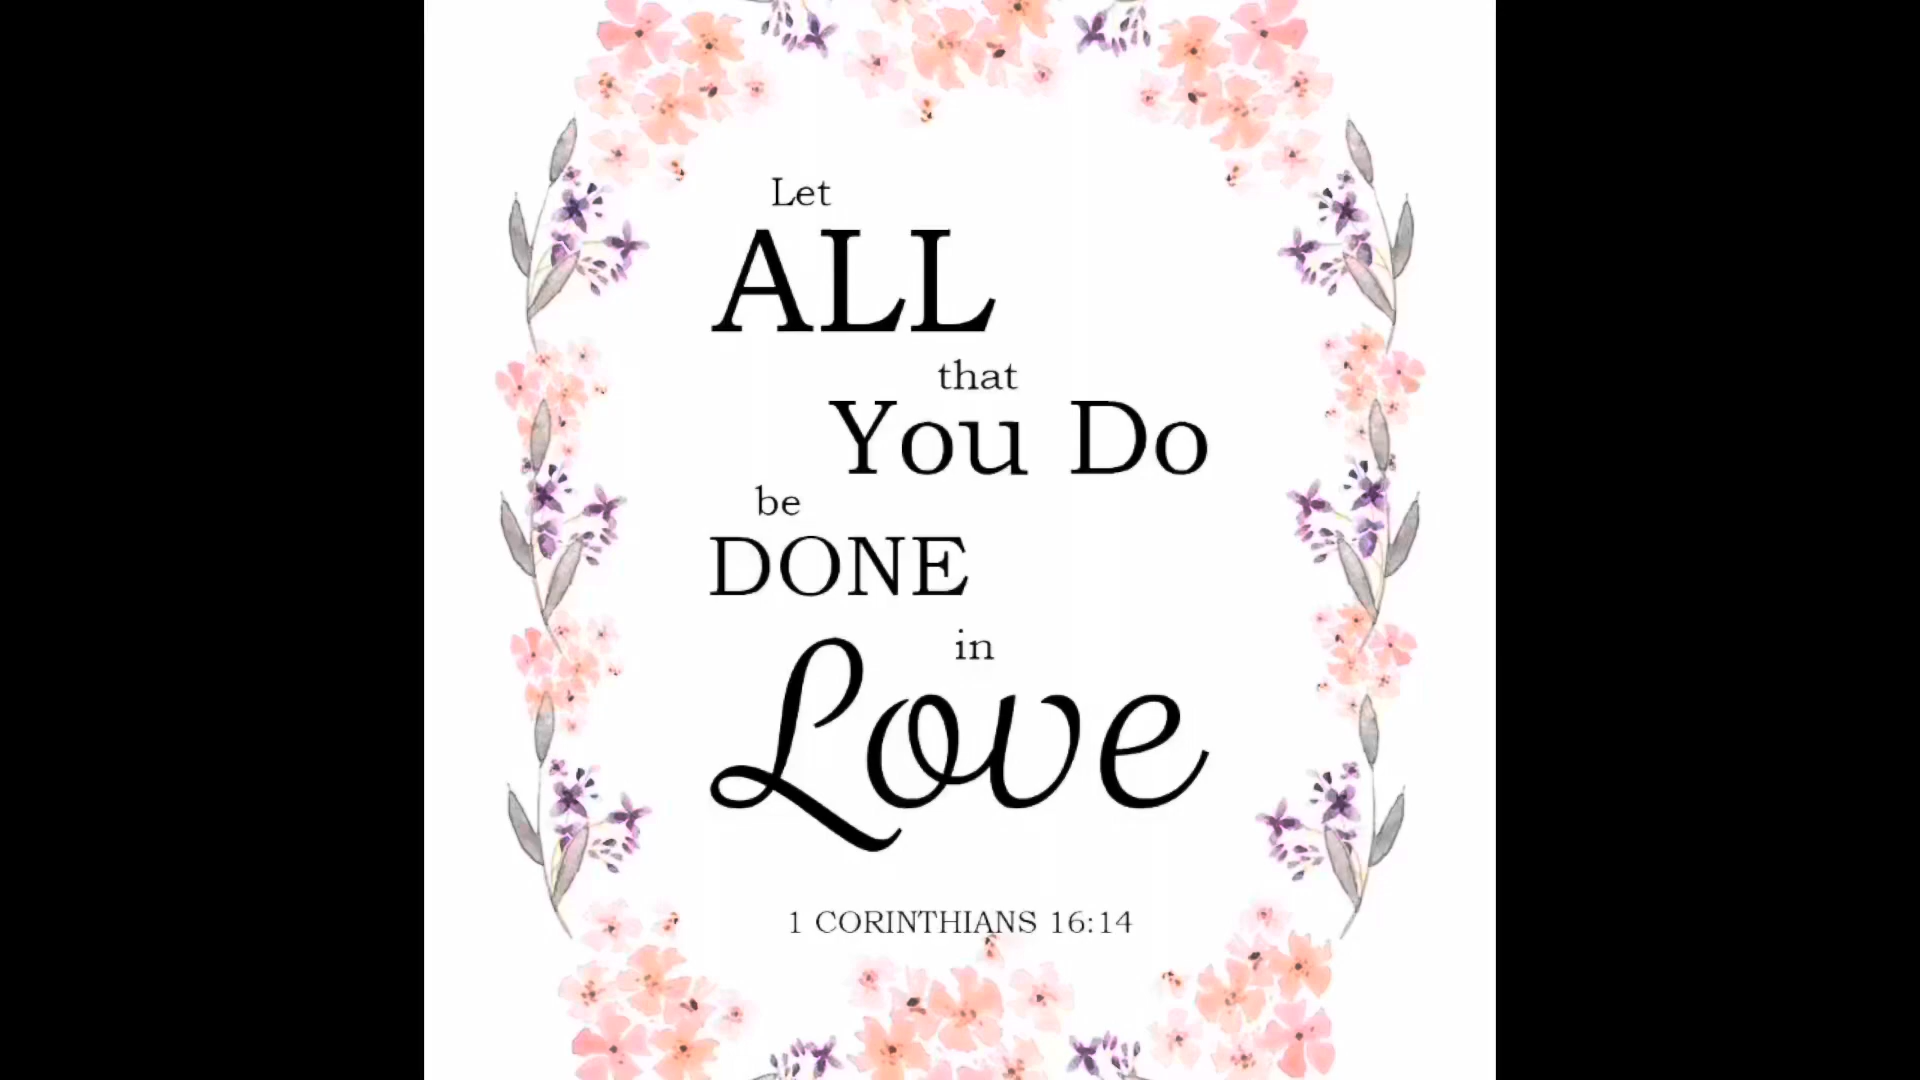 Let
ALL
that
You Do
be
DONE
in
Love
1 CORINTHIANS 16:14